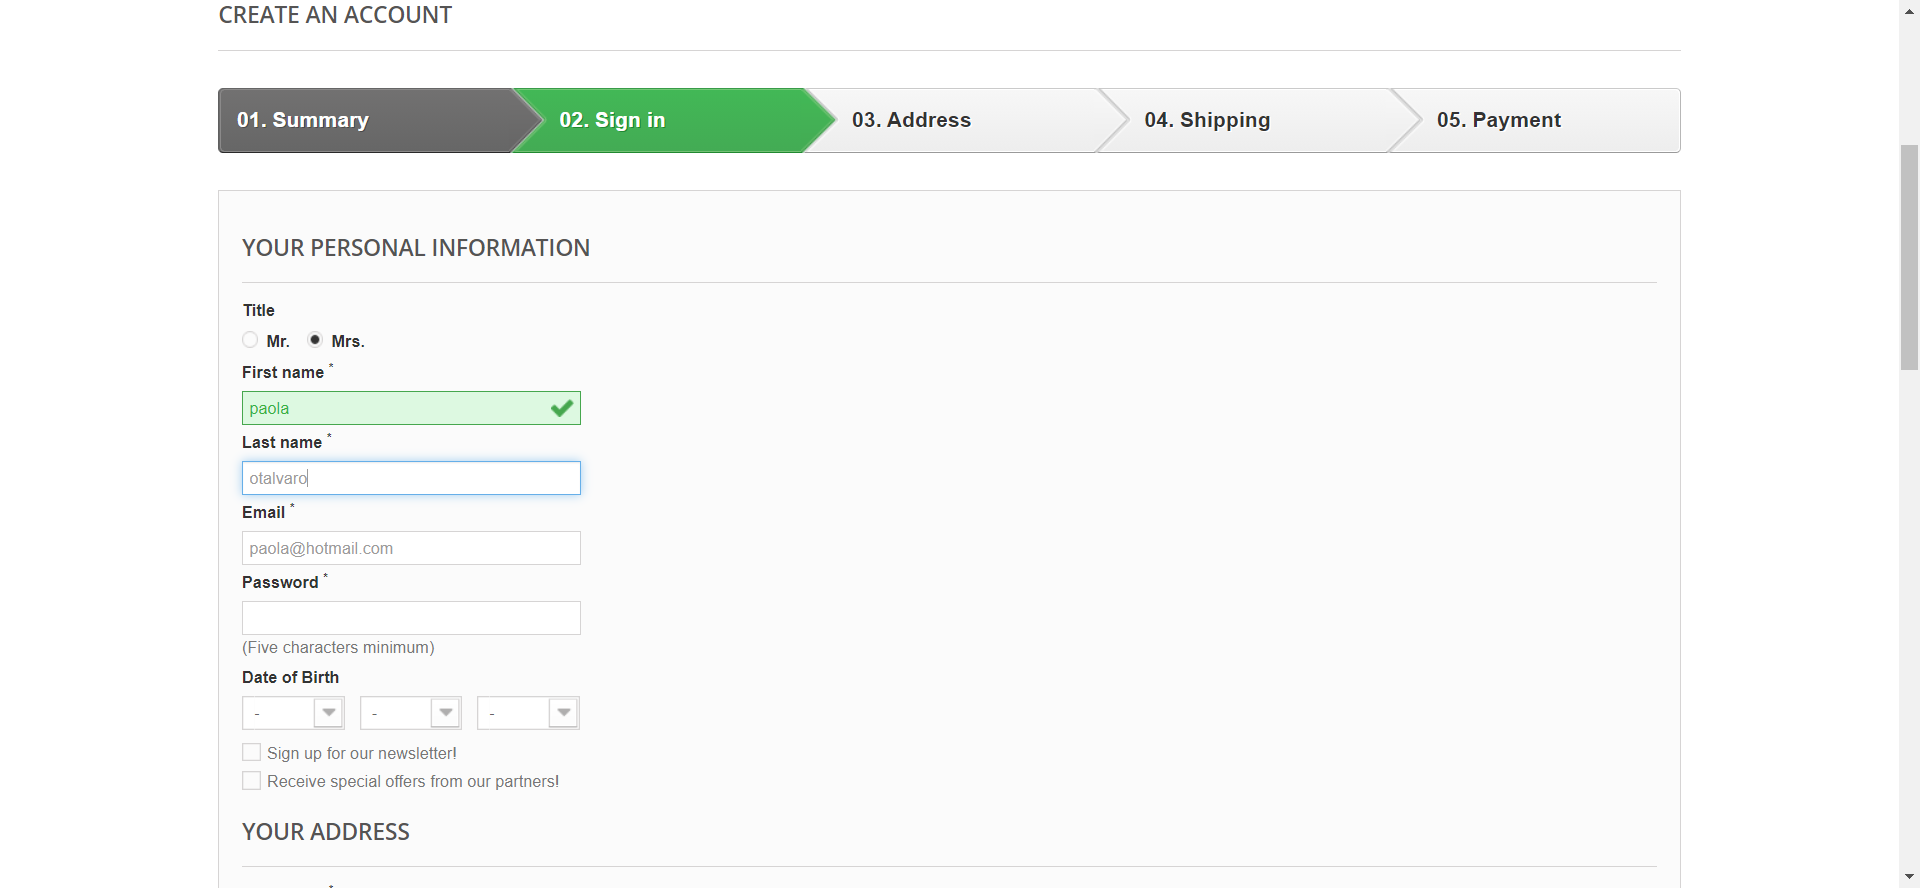 CREATE AN ACCOUNT
01. Summary
02. Sign in
03. Address
04. Shipping
05. Payment
YOUR PERSONAL INFORMATION
Title
Mr. Mrs.
First name *
paola
Last name *
otalvaro
Email *
paola@hotmail.com
Password *
(Five characters minimum)
Date of Birth
- - -
Sign up for our newsletter!
Receive special offers from our partners!
YOUR ADDRESS
*